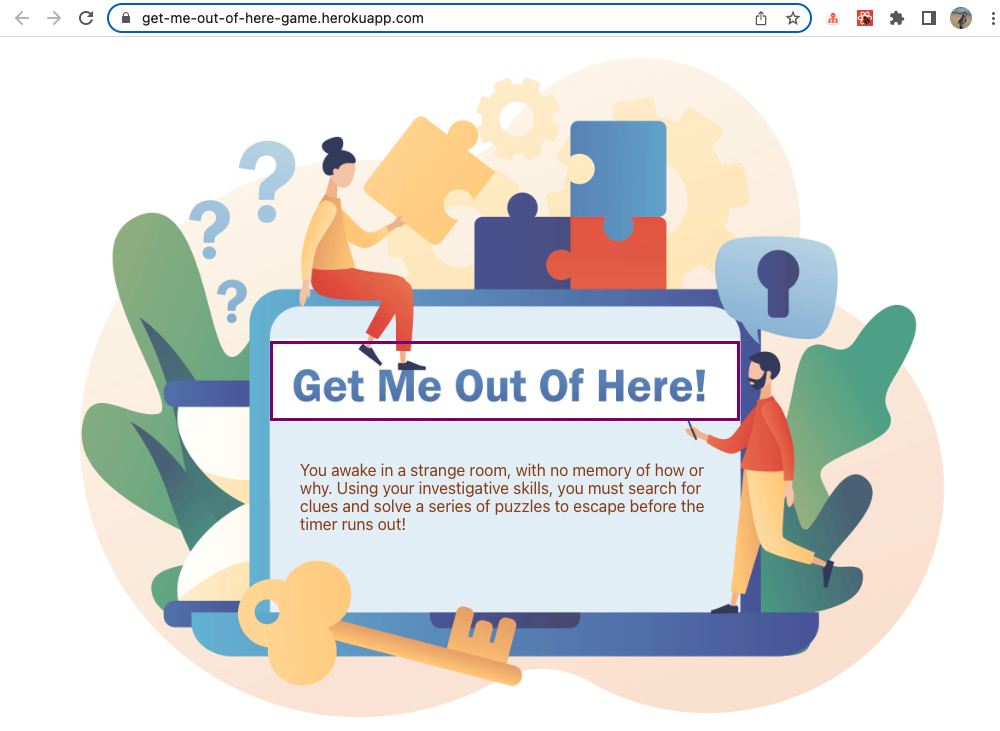 get-me-out-of-here-game.herokuapp.com
? ? ?
Get Me Out Of Here!
You awake in a strange room, with no memory of how or
why. Using your investigative skills, you must search for
clues and solve a series of puzzles to escape before the
timer runs out!